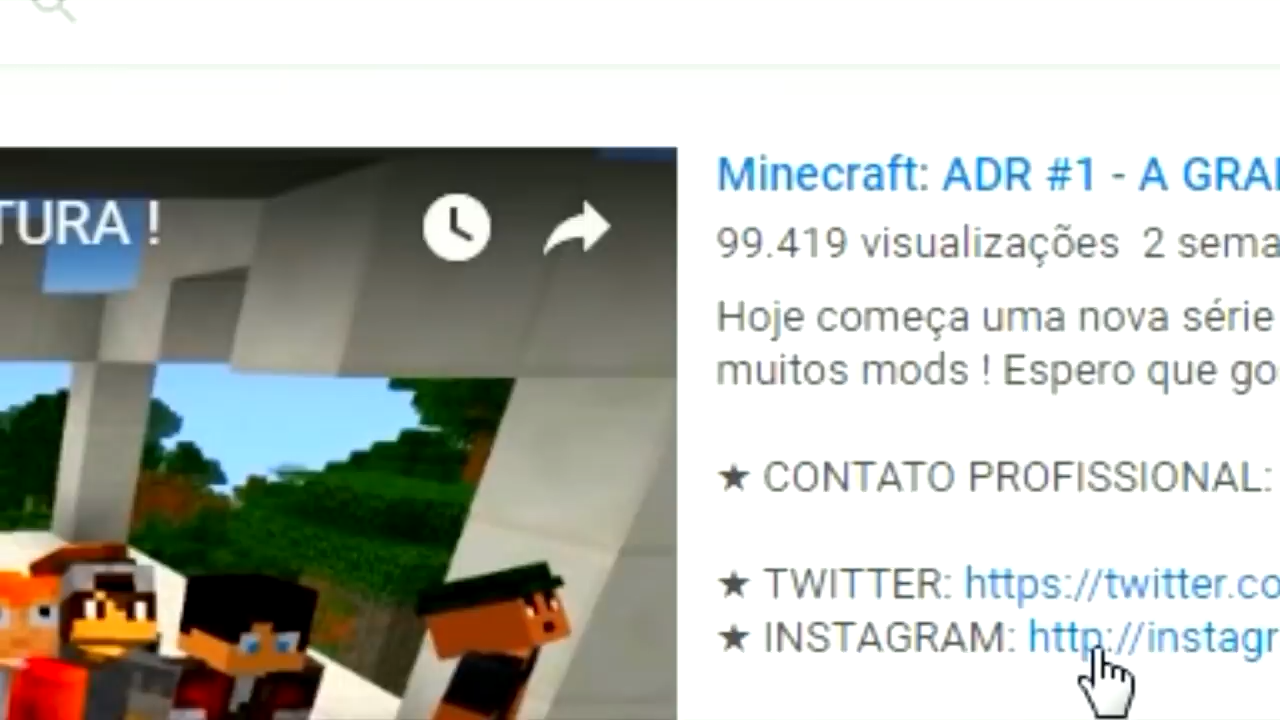 TURA !
Minecraft: ADR #1 - A GRA
99.419 visualizações 2 sema
Hoje começa uma nova série
muitos mods ! Espero que go
★ CONTATO PROFISSIONAL:
★ TWITTER: https://twitter.co
★ INSTAGRAM: http://instagr